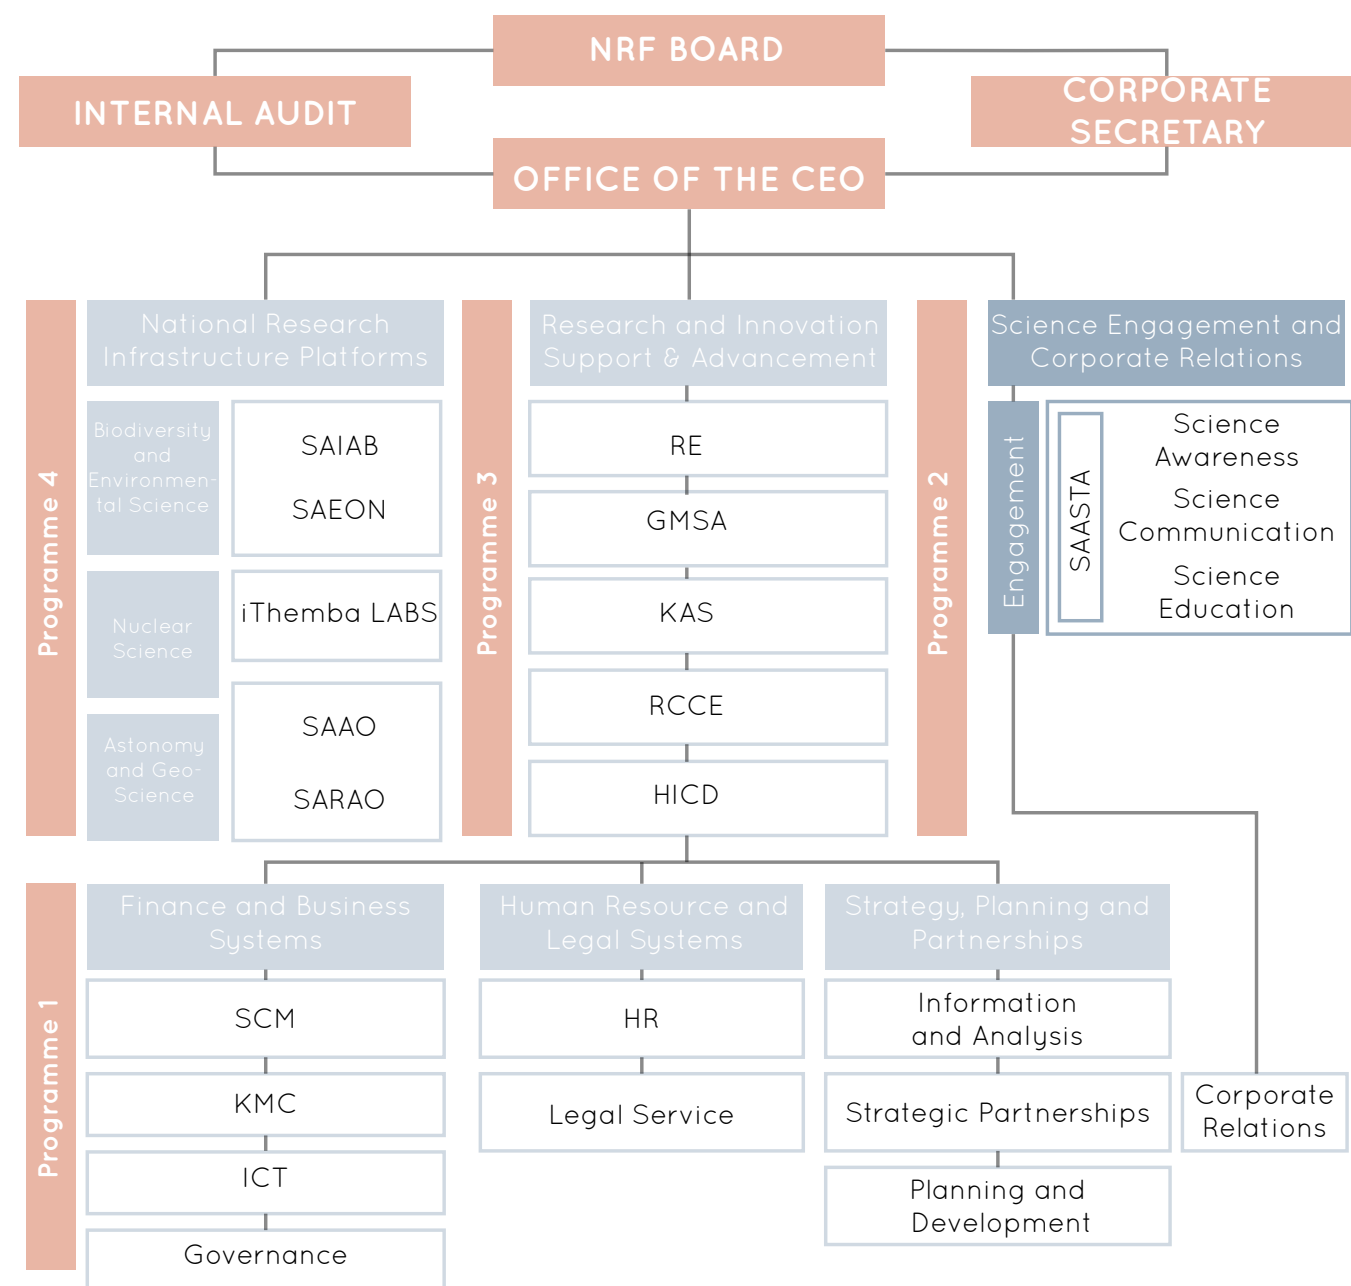 NRF BOARD
INTERNAL AUDIT
CORPORATE
SECRETARY
OFFICE OF THE CEO
Programme 4
National Research
Infrastructure Platforms
Biodiversity
and
Environmen-
tal Science
SAIAB
SAEON
Nuclear
Science
iThemba LABS
Astonomy
and Geo-
Science
SAAO
SARAO
Programme 3
Research and Innovation
Support & Advancement
RE
GMSA
KAS
RCCE
HICD
Programme 2
Science Engagement and
Corporate Relations
Engagement
SAASTA
Science
Awareness
Science
Communication
Science
Education
Programme 1
Finance and Business
Systems
SCM
KMC
ICT
Governance
Human Resource and
Legal Systems
HR
Legal Service
Strategy, Planning and
Partnerships
Information
and Analysis
Strategic Partnerships
Planning and
Development
Corporate
Relations